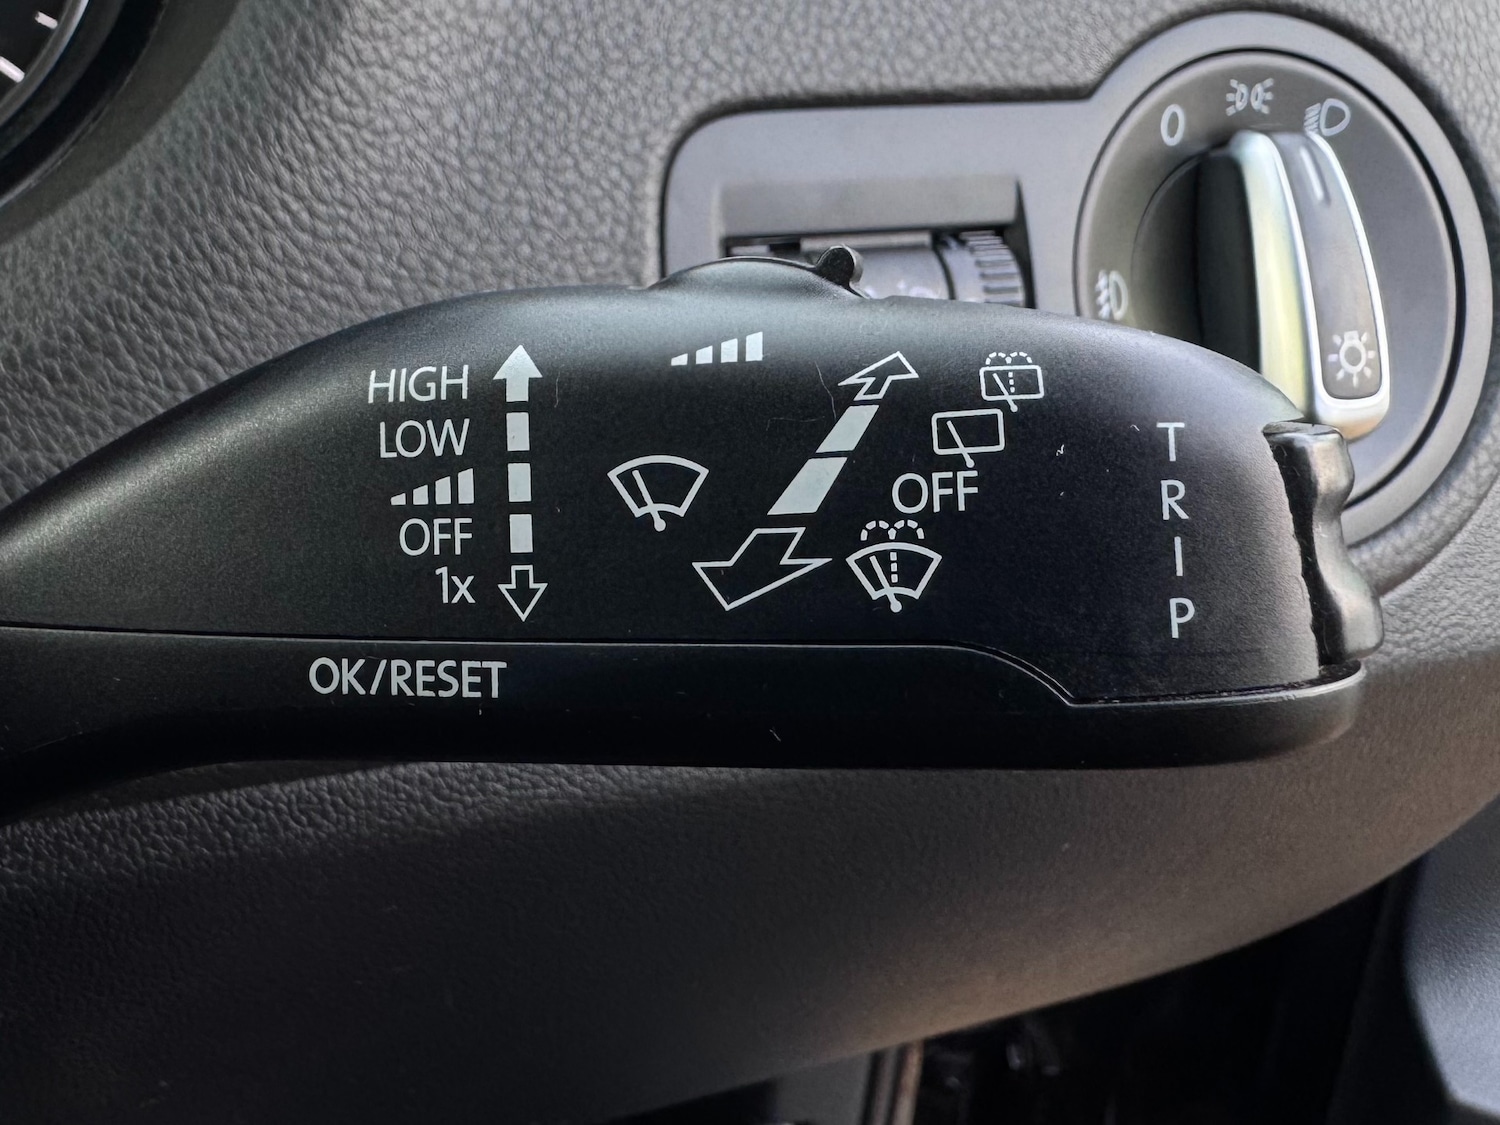 0
HIGH
LOW
OFF
1x
OFF
TRIP
OK/RESET